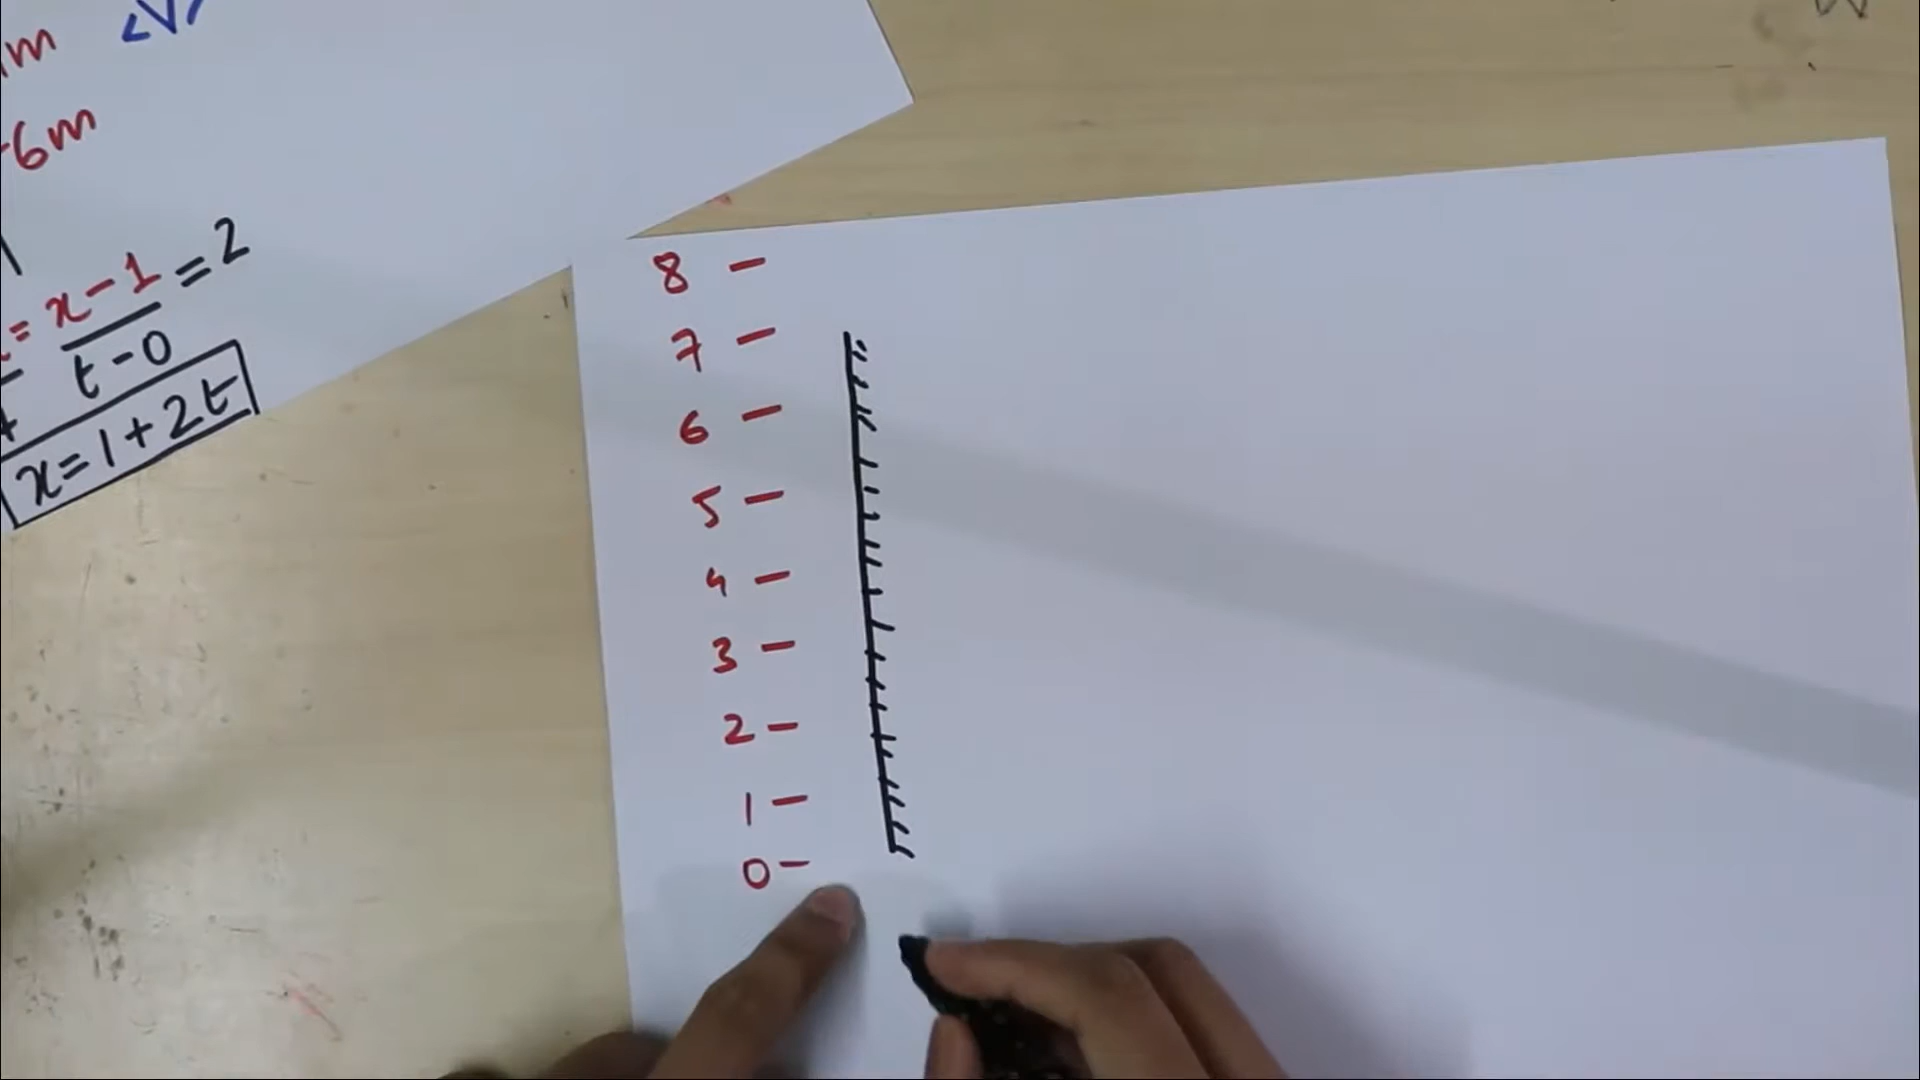 m <V>
-6m
= x-1 / t-0 = 2
x=1+2t
8 -
7 -
6 -
5 -
4 -
3 -
2 -
1 -
0 -